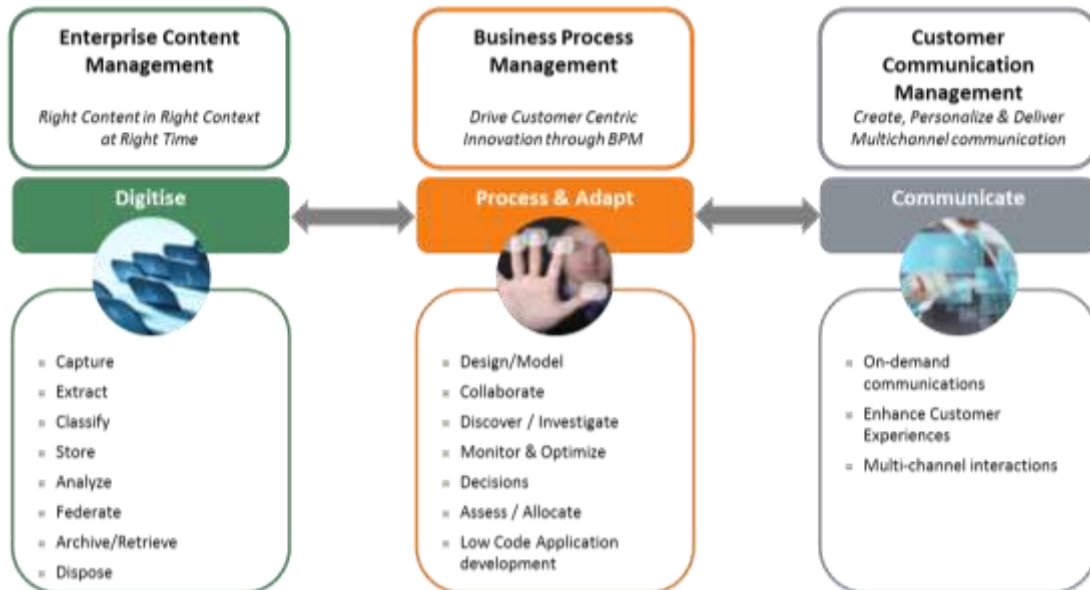 Enterprise Content
Management
Right Content in Right Context
at Right Time
Digitise
Capture
Extract
Classify
Store
Analyze
Federate
Archive/Retrieve
Dispose
Business Process
Management
Drive Customer Centric
Innovation through BPM
Process & Adapt
Design/Model
Collaborate
Discover / Investigate
Monitor & Optimize
Decisions
Assess / Allocate
Low Code Application
development
Customer
Communication
Management
Create, Personalize & Deliver
Multichannel communication
Communicate
On-demand
communications
Enhance Customer
Experiences
Multi-channel interactions